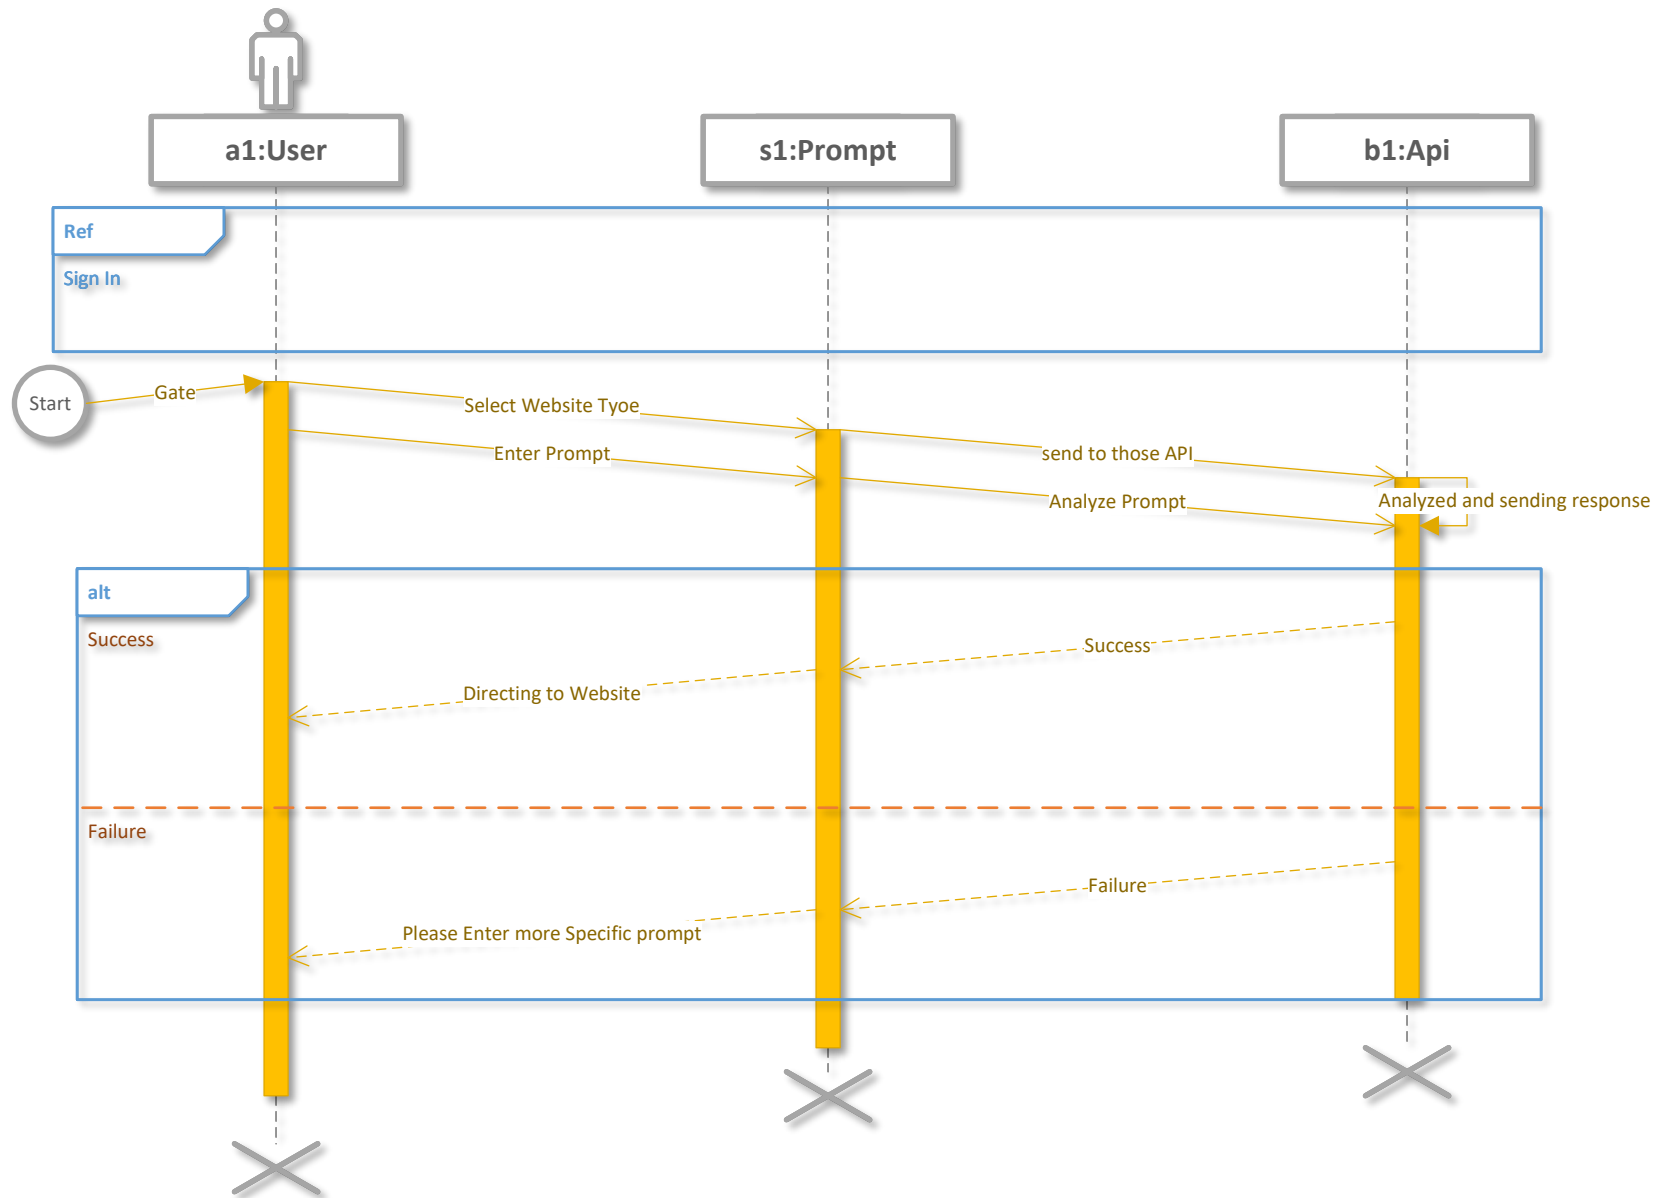 a1:User
s1:Prompt
b1:Api
Ref
Sign In
Start
Gate
Select Website Tyoe
Enter Prompt
send to those API
Analyze Prompt
Analyzed and sending response
alt
Success
Success
Directing to Website
Failure
Failure
Please Enter more Specific prompt